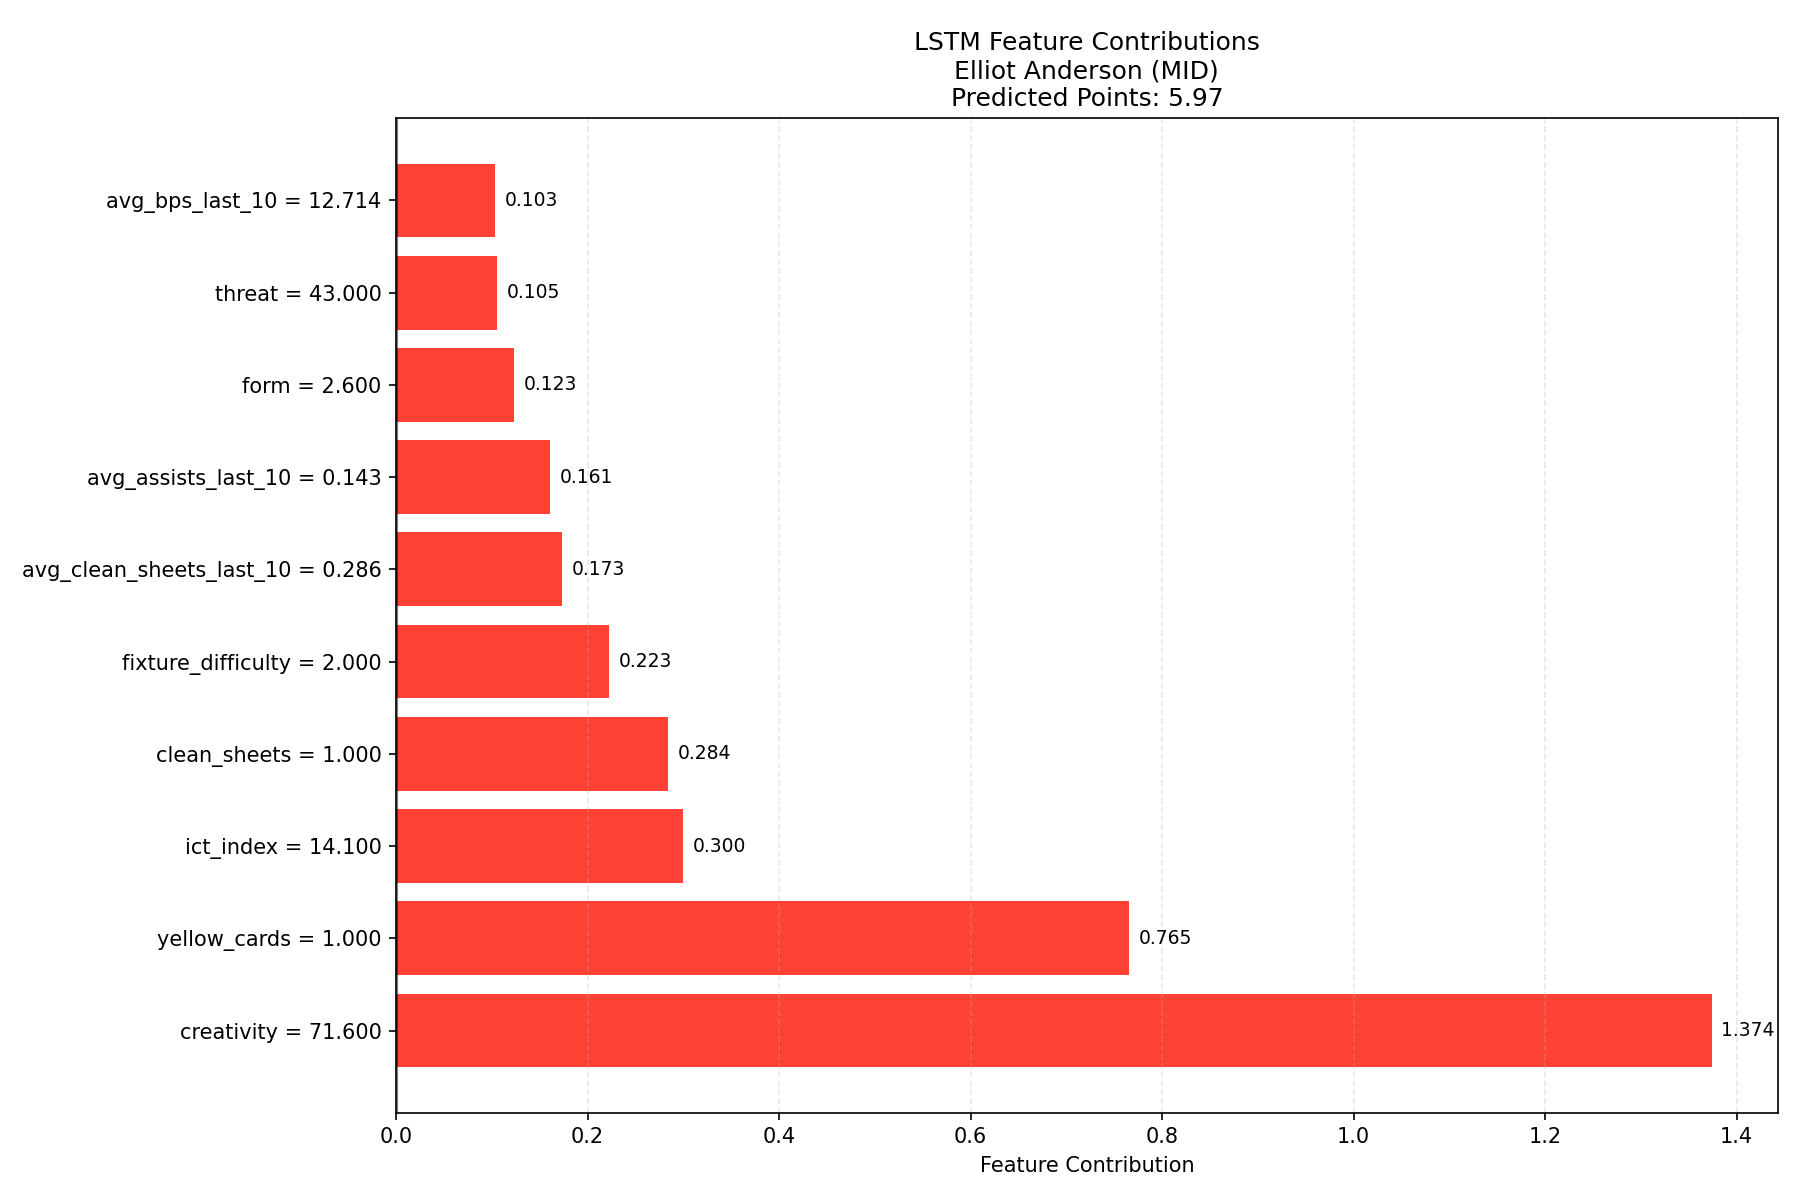 LSTM Feature Contributions
Elliot Anderson (MID)
Predicted Points: 5.97
avg_bps_last_10 = 12.714
0.103
threat = 43.000
0.105
form = 2.600
0.123
avg_assists_last_10 = 0.143
0.161
avg_clean_sheets_last_10 = 0.286
0.173
fixture_difficulty = 2.000
0.223
clean_sheets = 1.000
0.284
ict_index = 14.100
0.300
yellow_cards = 1.000
0.765
creativity = 71.600
1.374
0.0 0.2 0.4 0.6 0.8 1.0 1.2 1.4
Feature Contribution